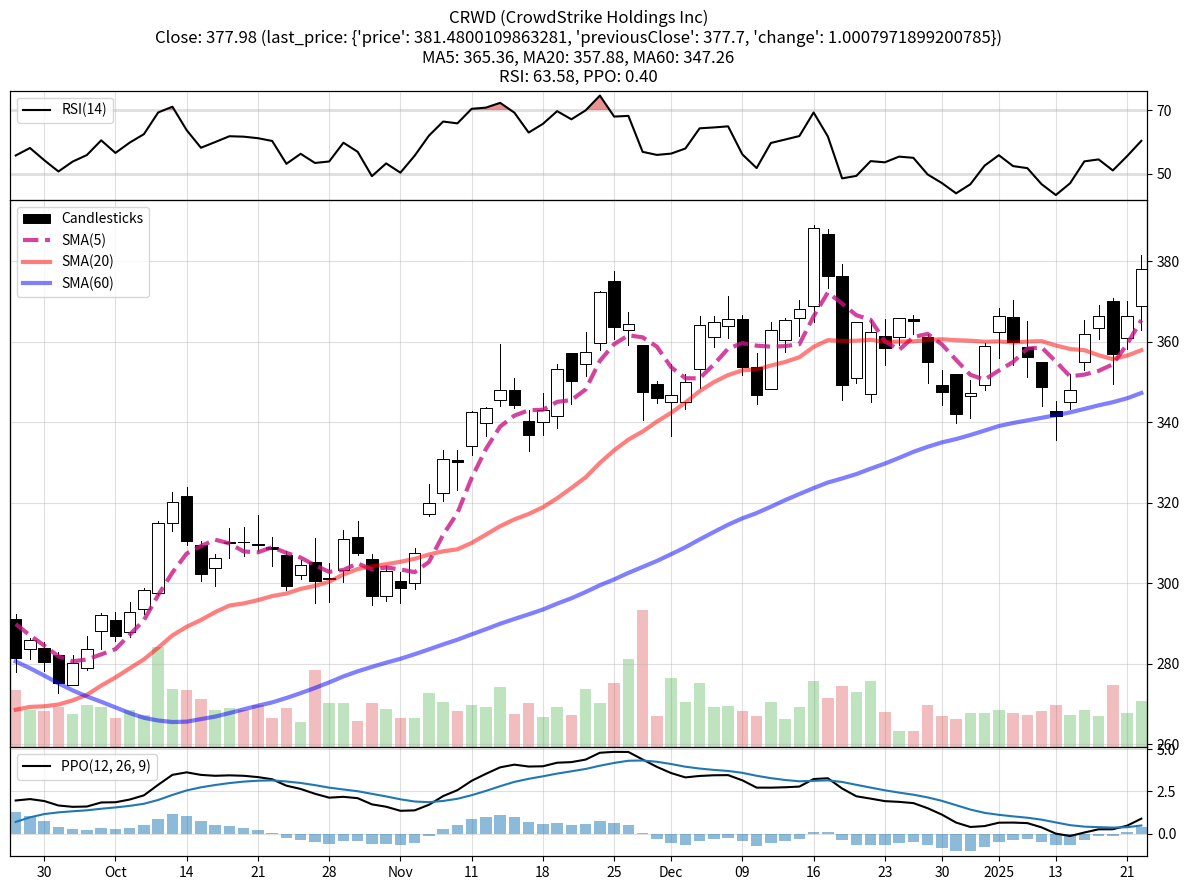 CRWD (CrowdStrike Holdings Inc)
Close: 377.98 (last_price: {'price': 381.4800109863281, 'previousClose': 377.7, 'change': 1.0007971899200785})
MA5: 365.36, MA20: 357.88, MA60: 347.26
RSI: 63.58, PPO: 0.40
RSI(14)
70
50
Candlesticks
SMA(5)
SMA(20)
SMA(60)
380
360
340
320
300
280
260
PPO(12, 26, 9)
5.0
2.5
0.0
30 Oct 14 21 28 Nov 11 18 25 Dec 09 16 23 30 2025 13 21